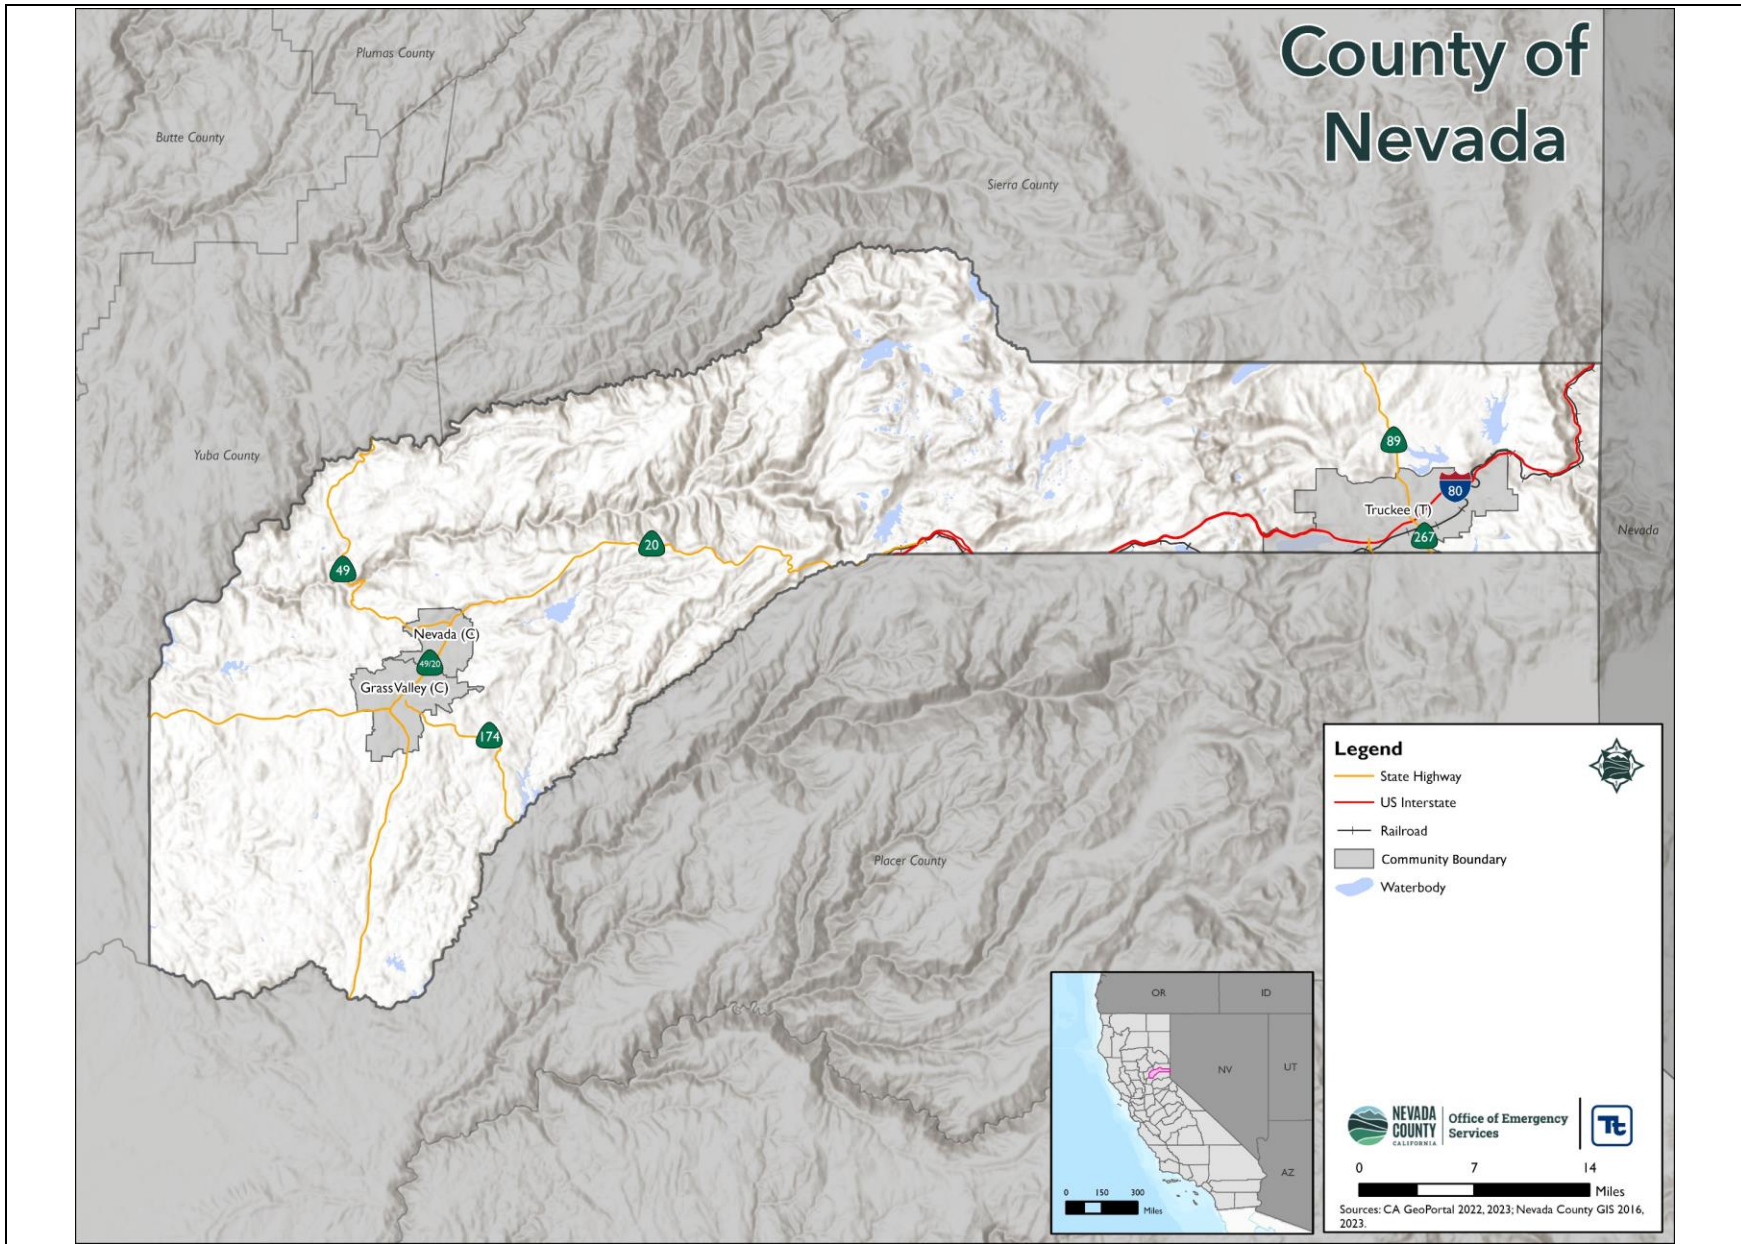 County of
Nevada
Plumas County
Butte County
Sierra County
Yuba County
89
80
Truckee (T)
267
Nevada
20
49
Nevada (C)
49/20
Grass Valley (C)
174
Placer County
Legend
State Highway
US Interstate
Railroad
Community Boundary
Waterbody
OR
ID
NV
UT
AZ
0 150 300
Miles
NEVADA
COUNTY
CALIFORNIA
Office of Emergency
Services
Tt
0 7 14
Miles
Sources: CA GeoPortal 2022, 2023; Nevada County GIS 2016,
2023.